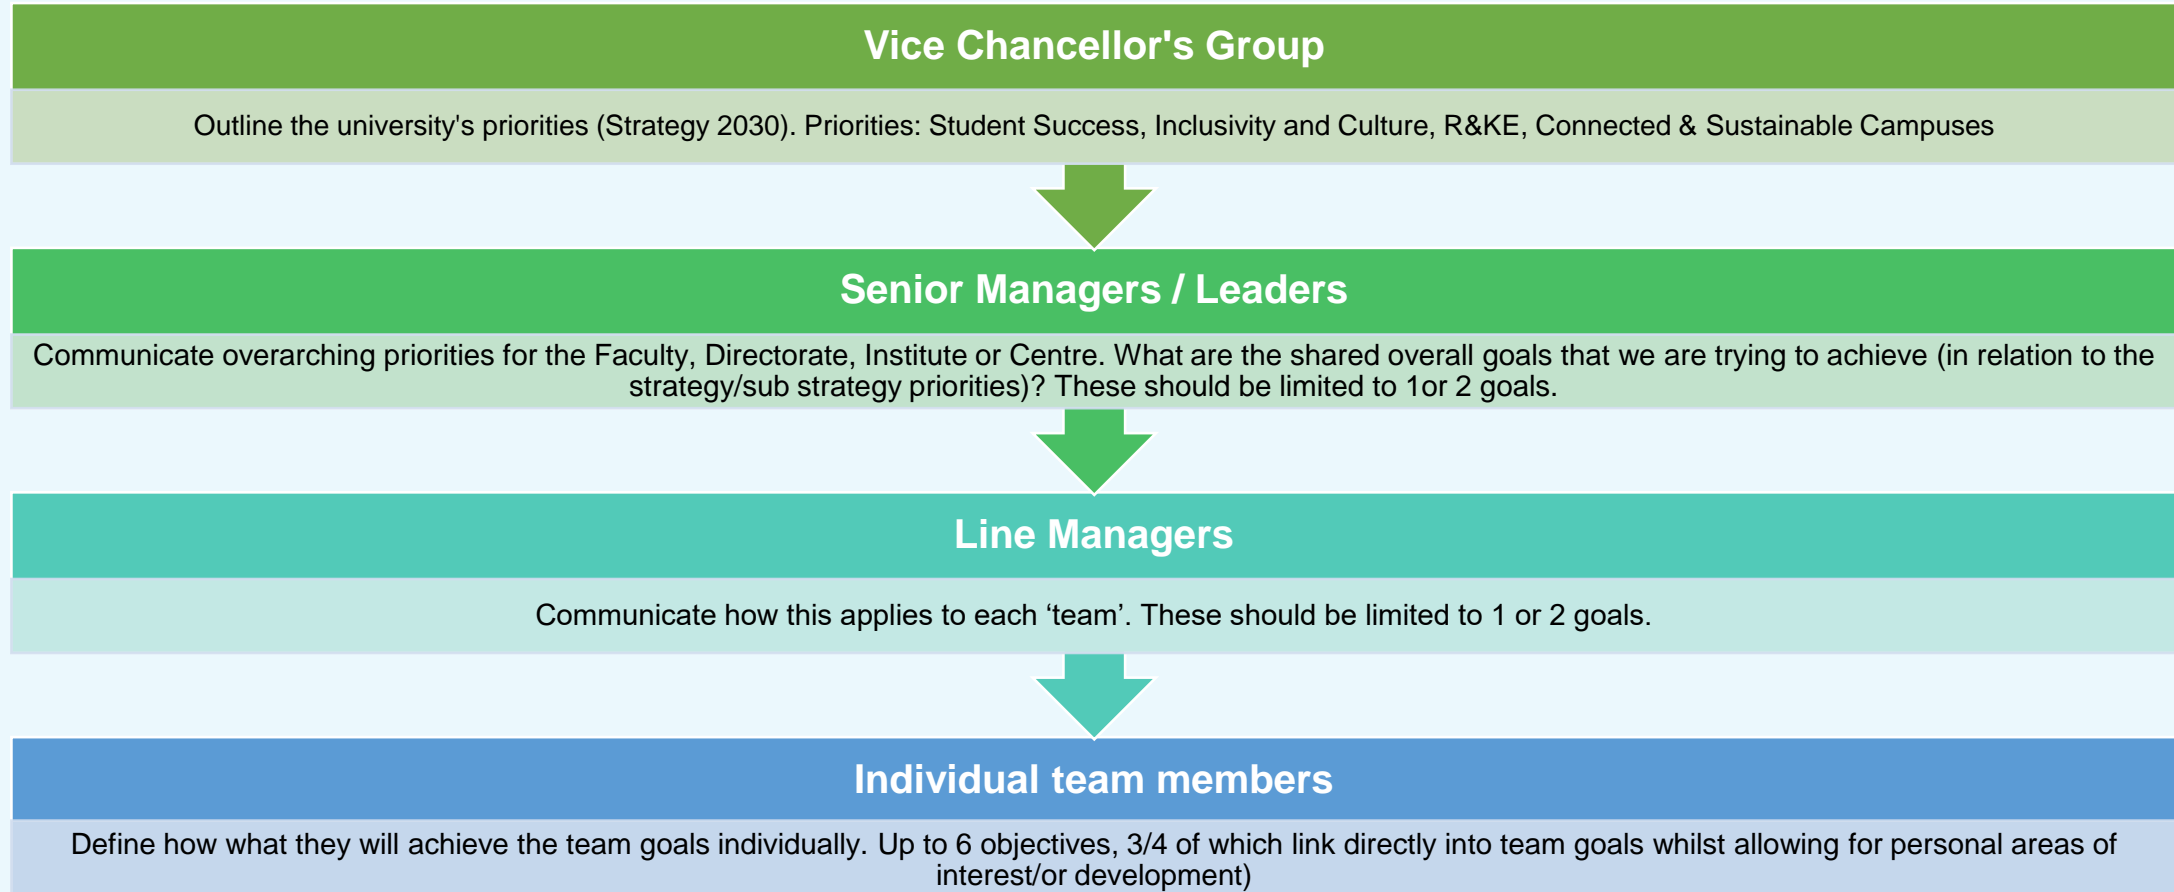 Vice Chancellor's Group
Outline the university's priorities (Strategy 2030). Priorities: Student Success, Inclusivity and Culture, R&KE, Connected & Sustainable Campuses
Senior Managers / Leaders
Communicate overarching priorities for the Faculty, Directorate, Institute or Centre. What are the shared overall goals that we are trying to achieve (in relation to the
strategy/sub strategy priorities)? These should be limited to 1or 2 goals.
Line Managers
Communicate how this applies to each ‘team’. These should be limited to 1 or 2 goals.
Individual team members
Define how what they will achieve the team goals individually. Up to 6 objectives, 3/4 of which link directly into team goals whilst allowing for personal areas of
interest/or development)